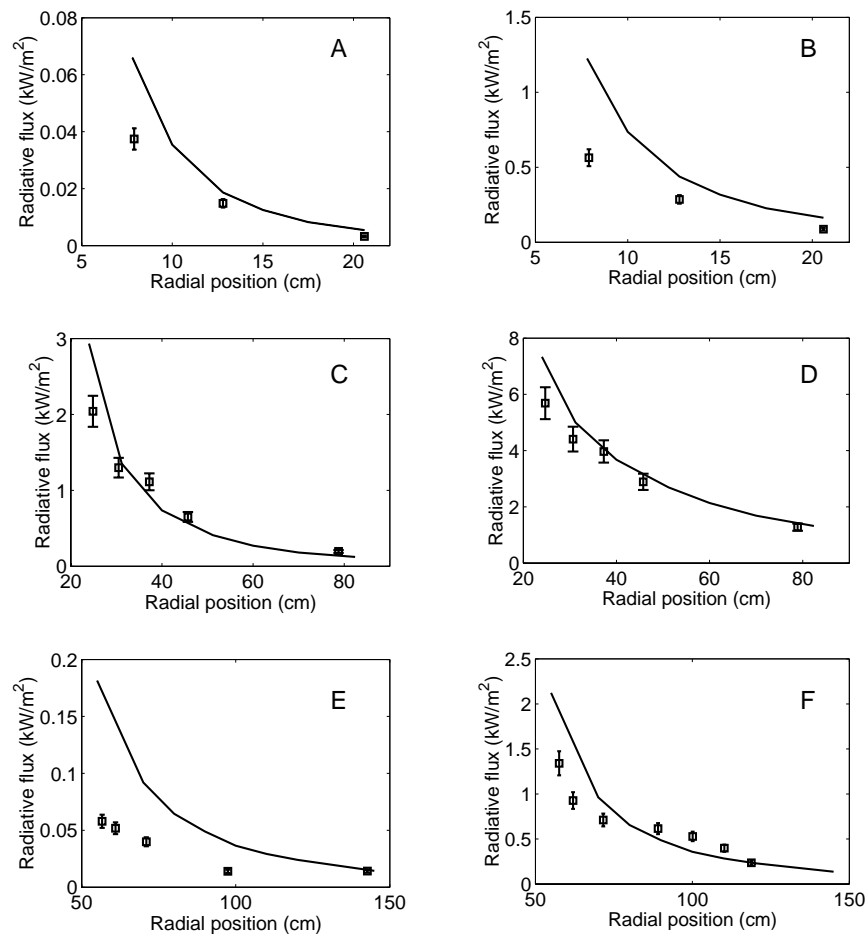 A
Radiative flux (kW/m²)
0.08
0.06
0.04
0.02
0
5 10 15 20
Radial position (cm)
B
Radiative flux (kW/m²)
1.5
1
0.5
0
5 10 15 20
Radial position (cm)
C
Radiative flux (kW/m²)
3
2
1
0
20 40 60 80
Radial position (cm)
D
Radiative flux (kW/m²)
8
6
4
2
0
20 40 60 80
Radial position (cm)
E
Radiative flux (kW/m²)
0.2
0.15
0.1
0.05
0
50 100 150
Radial position (cm)
F
Radiative flux (kW/m²)
2.5
2
1.5
1
0.5
0
50 100 150
Radial position (cm)